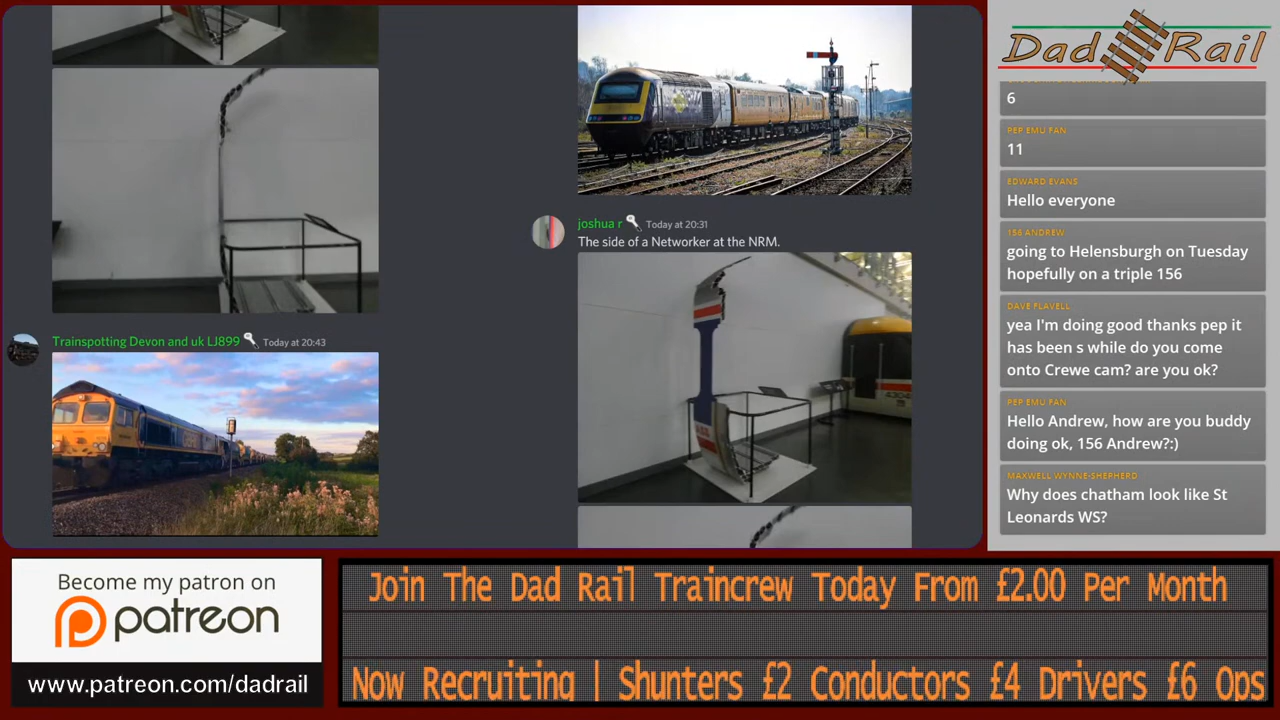 Trainspotting Devon and uk LJ899 Today at 20:43
joshua r Today at 20:31
The side of a Networker at the NRM.
Dad Rail
6
PEP EMU FAN
11
EDWARD EVANS
Hello everyone
156 ANDREW
going to Helensburgh on Tuesday
hopefully on a triple 156
DAVE FLAVELL
yea I'm doing good thanks pep it
has been s while do you come
onto Crewe cam? are you ok?
PEP EMU FAN
Hello Andrew, how are you buddy
doing ok, 156 Andrew?:)
MAXWELL WYNNE-SHEPHERD
Why does chatham look like St
Leonards WS?
Become my patron on
patreon
www.patreon.com/dadrail
Join The Dad Rail Traincrew Today From £2.00 Per Month
Now Recruiting | Shunters £2 Conductors £4 Drivers £6 Ops